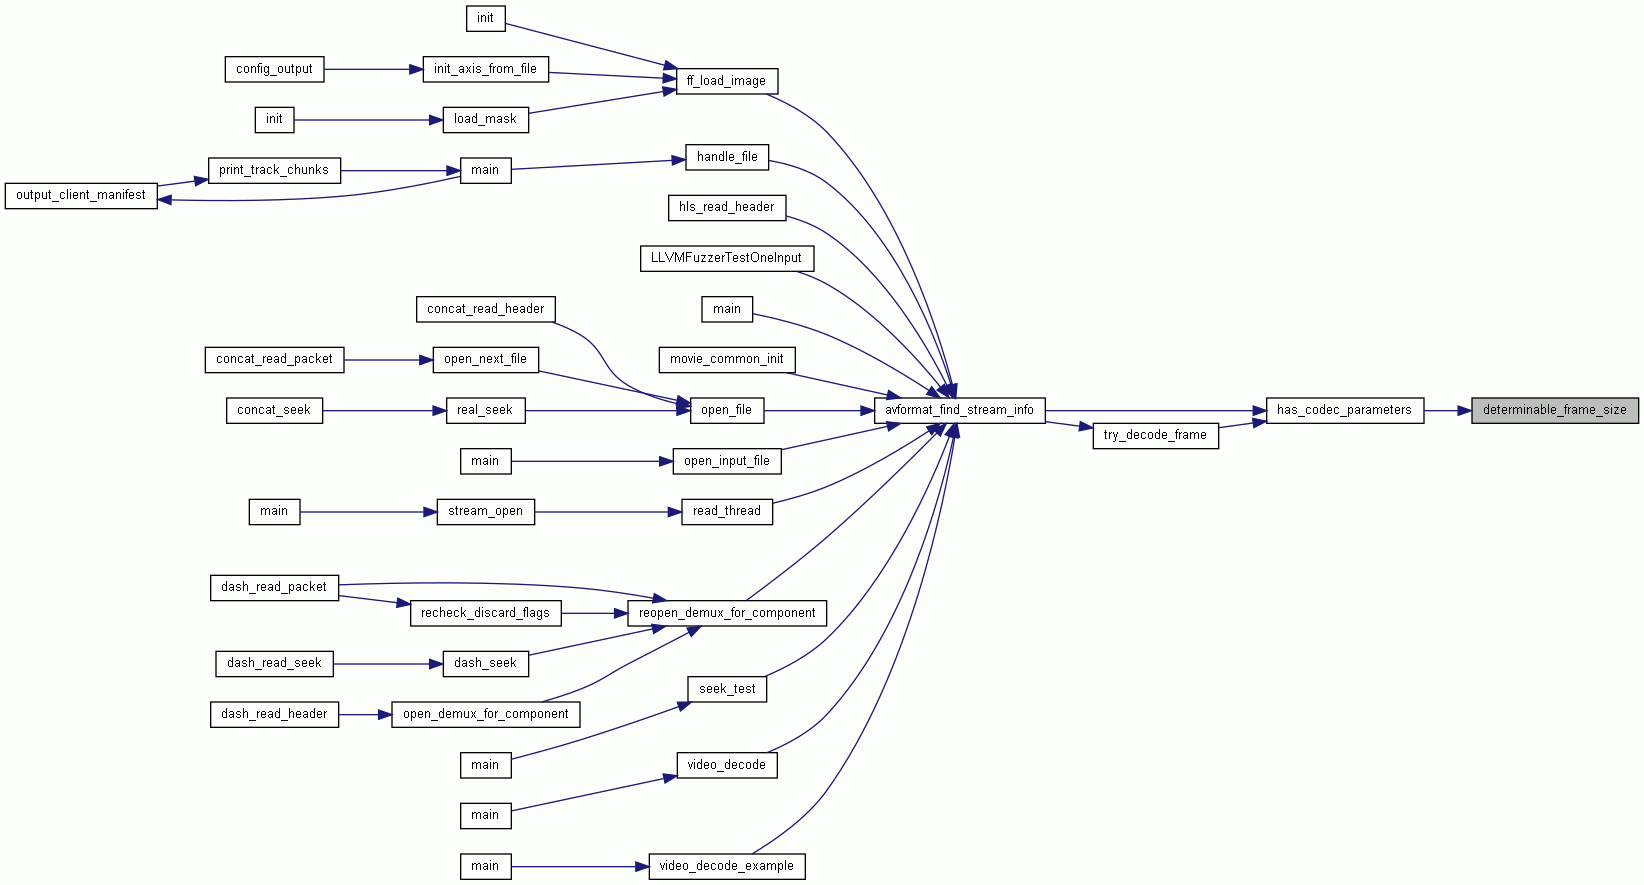 init
config_output
init_axis_from_file
ff_load_image
init
load_mask
handle_file
print_track_chunks
main
output_client_manifest
hls_read_header
LLVMFuzzerTestOneInput
concat_read_header
main
concat_read_packet
open_next_file
movie_common_init
concat_seek
real_seek
open_file
avformat_find_stream_info
has_codec_parameters
determinable_frame_size
try_decode_frame
main
open_input_file
main
stream_open
read_thread
dash_read_packet
recheck_discard_flags
reopen_demux_for_component
dash_read_seek
dash_seek
seek_test
dash_read_header
open_demux_for_component
main
video_decode
main
main
video_decode_example